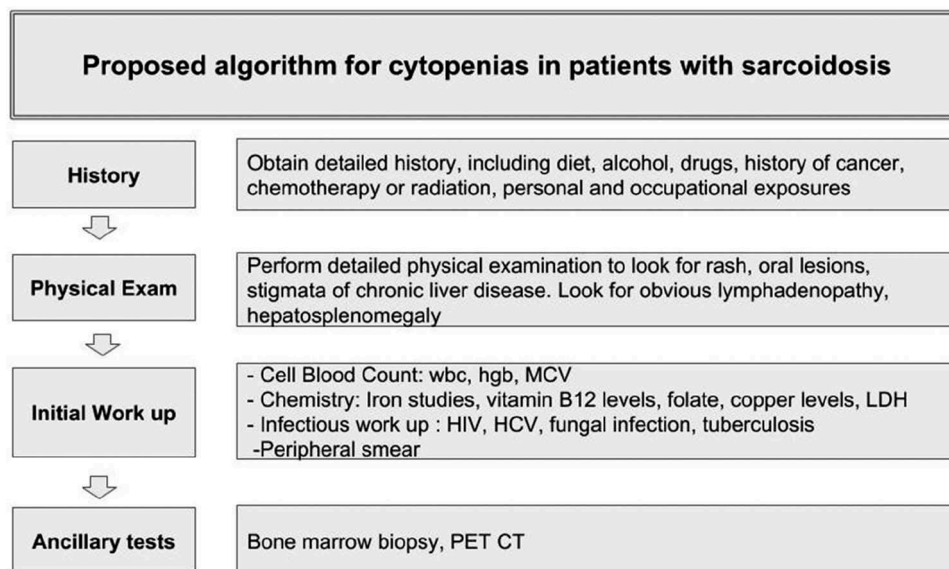 Proposed algorithm for cytopenias in patients with sarcoidosis
History
Obtain detailed history, including diet, alcohol, drugs, history of cancer,
chemotherapy or radiation, personal and occupational exposures
Physical Exam
Perform detailed physical examination to look for rash, oral lesions,
stigmata of chronic liver disease. Look for obvious lymphadenopathy,
hepatosplenomegaly
Initial Work up
- Cell Blood Count: wbc, hgb, MCV
- Chemistry: Iron studies, vitamin B12 levels, folate, copper levels, LDH
- Infectious work up : HIV, HCV, fungal infection, tuberculosis
-Peripheral smear
Ancillary tests
Bone marrow biopsy, PET CT